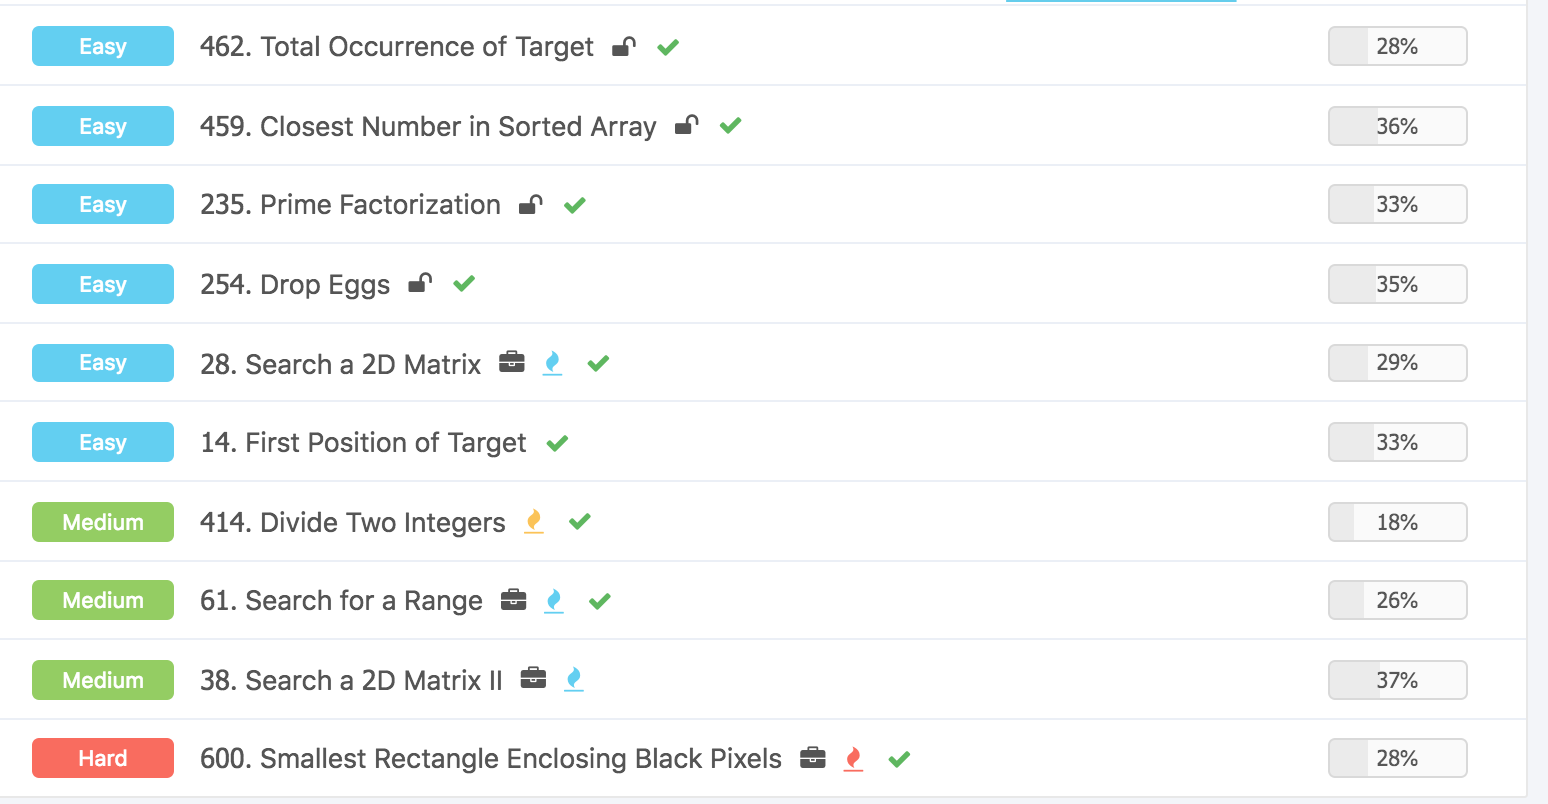 Easy 462. Total Occurrence of Target 28%
Easy 459. Closest Number in Sorted Array 36%
Easy 235. Prime Factorization 33%
Easy 254. Drop Eggs 35%
Easy 28. Search a 2D Matrix 29%
Easy 14. First Position of Target 33%
Medium 414. Divide Two Integers 18%
Medium 61. Search for a Range 26%
Medium 38. Search a 2D Matrix II 37%
Hard 600. Smallest Rectangle Enclosing Black Pixels 28%